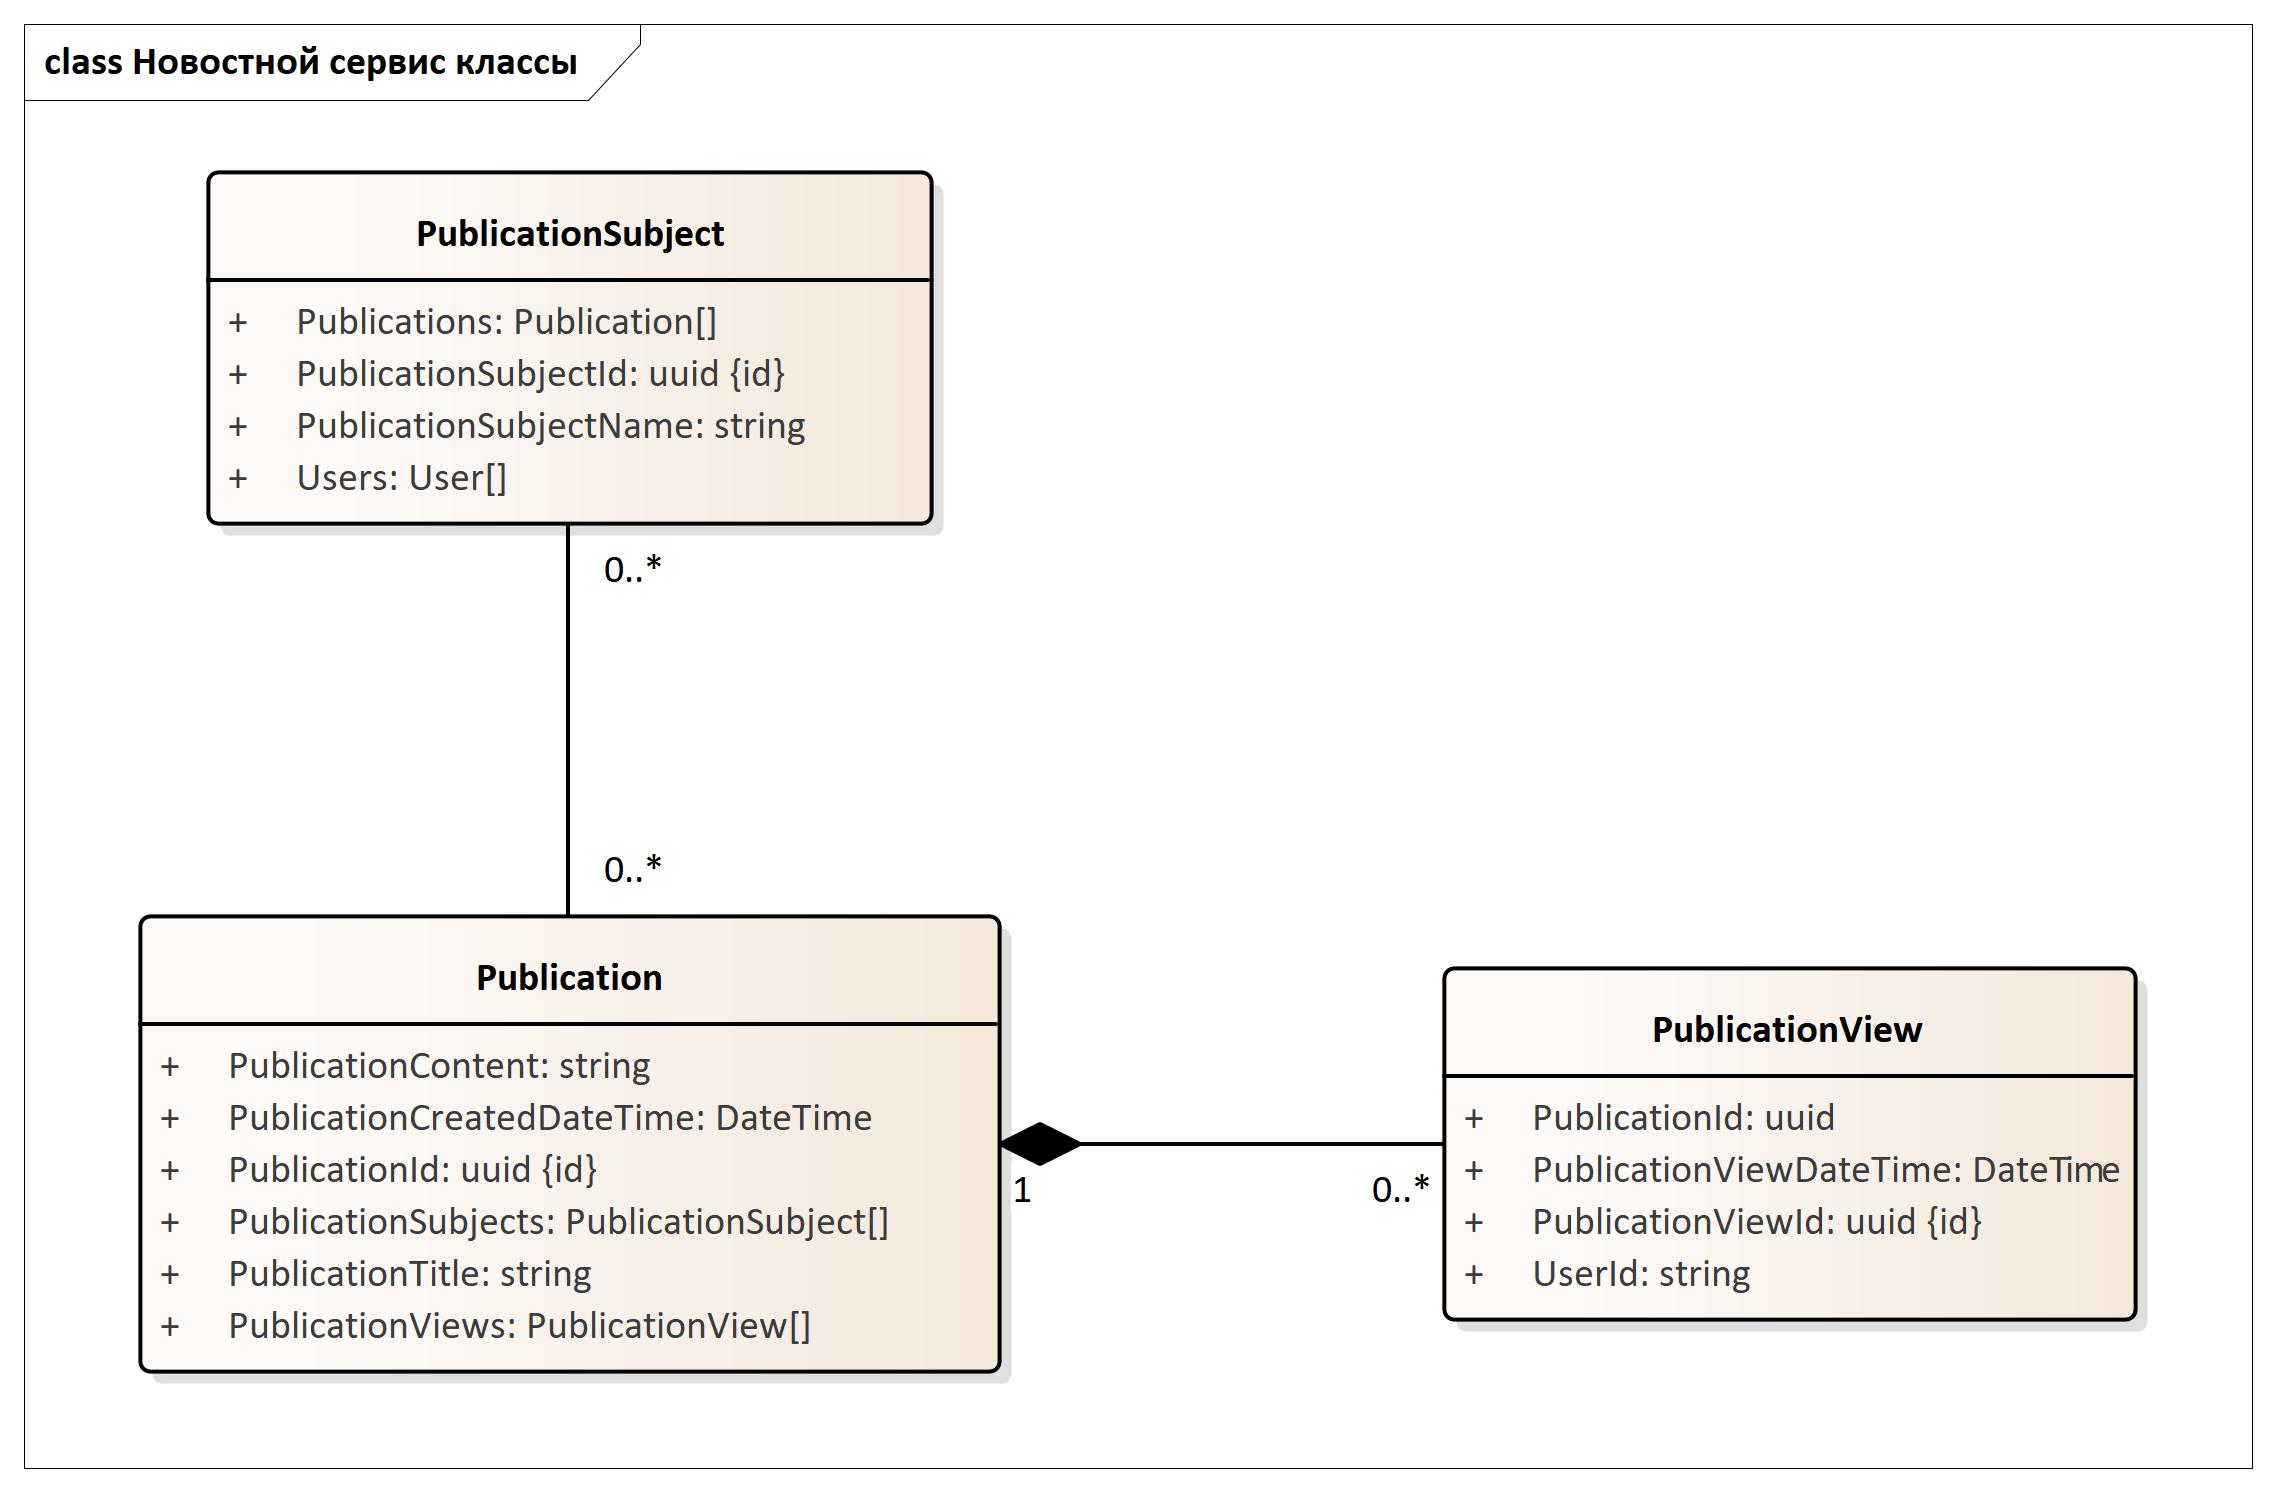 class Новостной сервис классы
PublicationSubject
+ Publications: Publication[]
+ PublicationSubjectId: uuid {id}
+ PublicationSubjectName: string
+ Users: User[]
0..*
0..*
Publication
+ PublicationContent: string
+ PublicationCreatedDateTime: DateTime
+ PublicationId: uuid {id}
+ PublicationSubjects: PublicationSubject[]
+ PublicationTitle: string
+ PublicationViews: PublicationView[]
1
0..*
PublicationView
+ PublicationId: uuid
+ PublicationViewDateTime: DateTime
+ PublicationViewId: uuid {id}
+ UserId: string